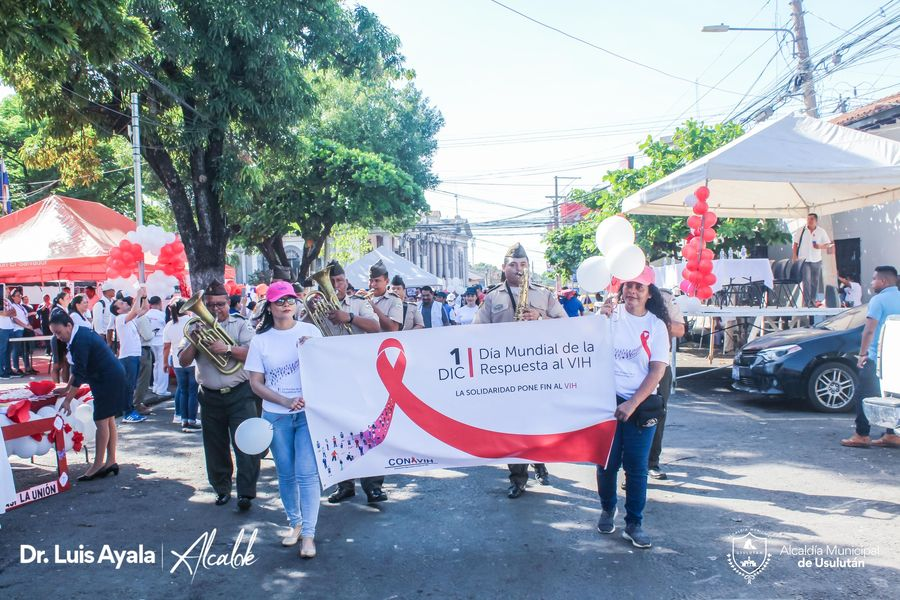 1
DIC
Día Mundial de la
Respuesta al VIH
LA SOLIDARIDAD PONE FIN AL VIH
CONAVIH
LA UNIÓN
Dr. Luis Ayala
Alcalde
Alcaldía Municipal
de Usulután